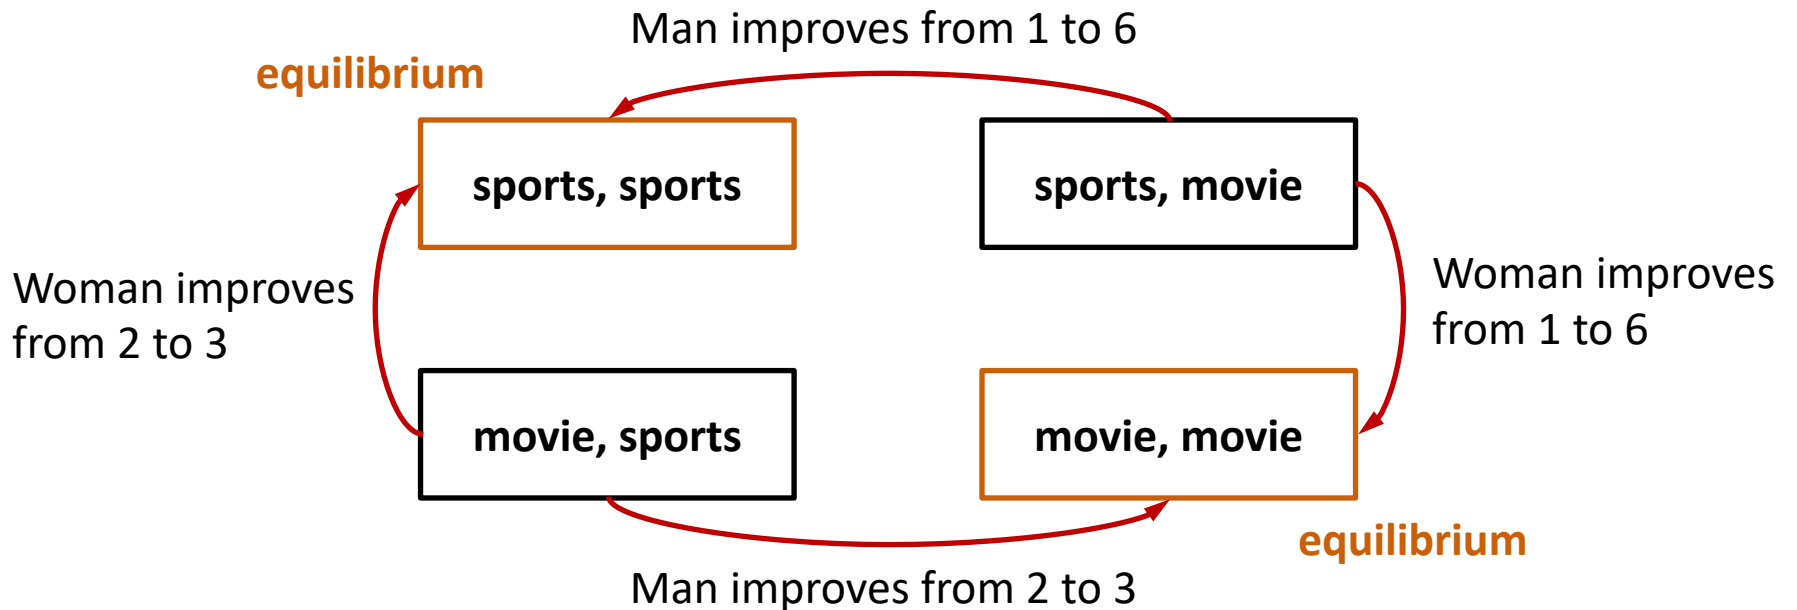 Man improves from 1 to 6
equilibrium
sports, sports
sports, movie
Woman improves
from 2 to 3
Woman improves
from 1 to 6
movie, sports
movie, movie
equilibrium
Man improves from 2 to 3